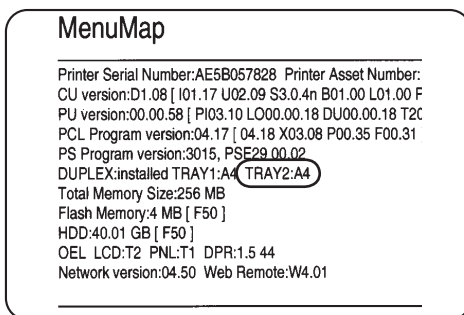 MenuMap
Printer Serial Number:AE5B057828 Printer Asset Number:
CU version:D1.08 [ I01.17 U02.09 S3.0.4n B01.00 L01.00 F
PU version:00.00.58 [ PI03.10 LO00.00.18 DU00.00.18 T20
PCL Program version:04.17 [ 04.18 X03.08 P00.35 F00.31
PS Program version:3015, PSE29.00.02
DUPLEX:installed TRAY1:A4 TRAY2:A4
Total Memory Size:256 MB
Flash Memory:4 MB [ F50 ]
HDD:40.01 GB [ F50 ]
OEL LCD:T2 PNL:T1 DPR:1.5 44
Network version:04.50 Web Remote:W4.01